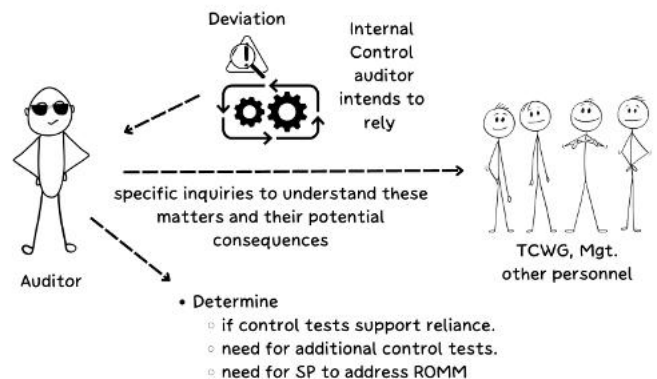 Deviation
Internal
Control
auditor
intends to
rely
specific inquiries to understand these
matters and their potential
consequences
Auditor
TCWG, Mgt.
other personnel
• Determine
○ if control tests support reliance.
○ need for additional control tests.
○ need for SP to address ROMM